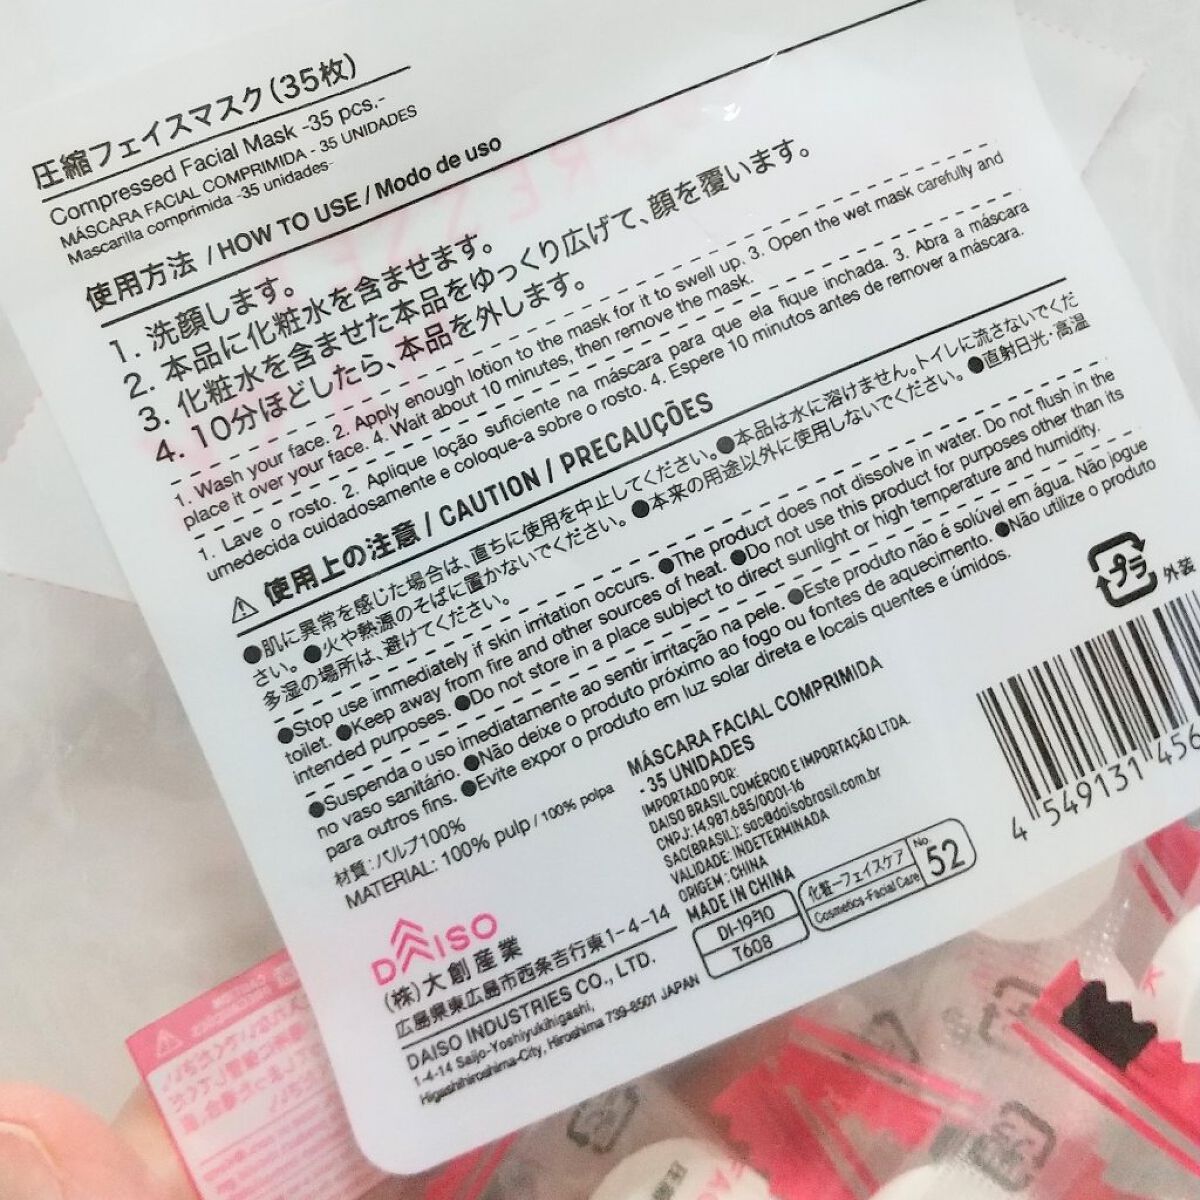 圧縮フェイスマスク(35枚)
Compressed Facial Mask -35 pcs.-
MÁSCARA FACIAL COMPRIMIDA - 35 UNIDADES
Mascarilla comprimida -35 unidades-
使用方法 / HOW TO USE / Modo de uso
1. 洗顔します。
2. 本品に化粧水を含ませます。
3. 化粧水を含ませた本品をゆっくり広げて、顔を覆います。
4. 10分ほどしたら、本品を外します。
1. Wash your face. 2. Apply enough lotion to the mask for it to swell up. 3. Open the wet mask carefully and
place it over your face. 4. Wait about 10 minutes, then remove the mask.
1. Lave o rosto. 2. Aplique loção suficiente na máscara para que ela fique inchada. 3. Abra a máscara
umedecida cuidadosamente e coloque-a sobre o rosto. 4. Espere 10 minutos antes de remover a máscara.
⚠ 使用上の注意 / CAUTION / PRECAUÇÕES
●肌に異常を感じた場合は、直ちに使用を中止してください。●本品は水に溶けません。トイレに流さないでくだ
さい。●火や熱源のそばに置かないでください。●本来の用途以外に使用しないでください。●直射日光・高温
多湿の場所は、避けてください。
●Stop use immediately if skin irritation occurs. ●The product does not dissolve in water. Do not flush in the
toilet. ●Keep away from fire and other sources of heat. ●Do not use this product for purposes other than its
intended purposes. ●Do not store in a place subject to direct sunlight or high temperature and humidity.
●Suspenda o uso imediatamente ao sentir irritação na pele. ●Este produto não é solúvel em água. Não jogue
no vaso sanitário. ●Não deixe o produto próximo ao fogo ou fontes de aquecimento. ●Não utilize o produto
para outros fins. ●Evite expor o produto em luz solar direta e locais quentes e úmidos.
材質:パルプ100%
MATERIAL: 100% pulp / 100% polpa
MÁSCARA FACIAL COMPRIMIDA
- 35 UNIDADES
IMPORTADO POR:
DAISO BRASIL COMÉRCIO E IMPORTAÇÃO LTDA.
CNPJ: 14.987.685/0001-16
SAC(BRASIL): sac@daisobrasil.com.br
VALIDADE: INDETERMINADA
ORIGEM: CHINA
MADE IN CHINA
プラ
外装
4 549131 456
化粧-フェイスケア
Cosmetics-Facial Care
No. 52
DI-19-10
T608
DAISO
(株)大創産業
広島県東広島市西条吉行東1-4-14
DAISO INDUSTRIES CO., LTD.
1-4-14 Saijo-Yoshiyukihigashi,
Higashihiroshima-City, Hiroshima 739-8501 JAPAN